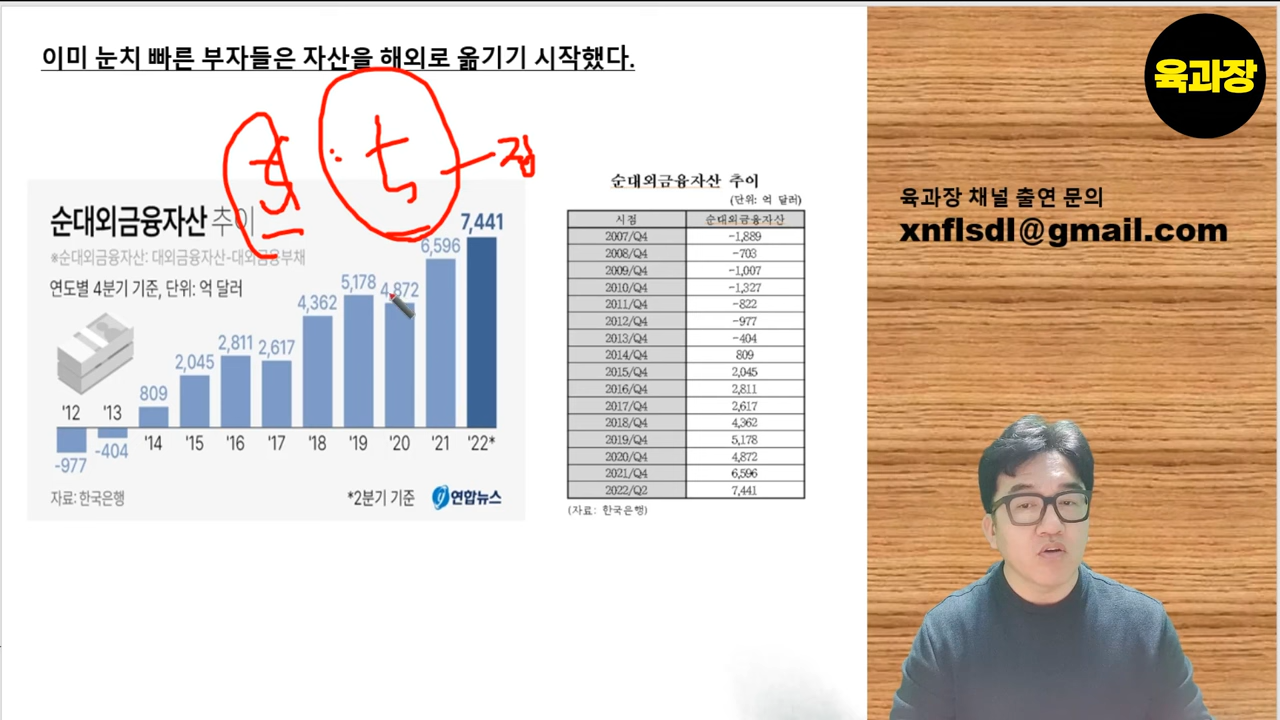 이미 눈치 빠른 부자들은 자산을 해외로 옮기기 시작했다.
육과장
육과장 채널 출연 문의
xnflsdl@gmail.com
집
순대외금융자산 추이
※순대외금융자산: 대외금융자산-대외금융부채
연도별 4분기 기준, 단위: 억 달러
7,441
6,596
5,178
4,872
4,362
2,811
2,617
2,045
809
'12 '13
'14 '15 '16 '17 '18 '19 '20 '21 '22*
-977
-404
자료: 한국은행
*2분기 기준
연합뉴스
순대외금융자산 추이
(단위: 억 달러)
시점 순대외금융자산
2007/Q4 -1,889
2008/Q4 -703
2009/Q4 -1,007
2010/Q4 -1,327
2011/Q4 -822
2012/Q4 -977
2013/Q4 -404
2014/Q4 809
2015/Q4 2,045
2016/Q4 2,811
2017/Q4 2,617
2018/Q4 4,362
2019/Q4 5,178
2020/Q4 4,872
2021/Q4 6,596
2022/Q2 7,441
(자료: 한국은행)